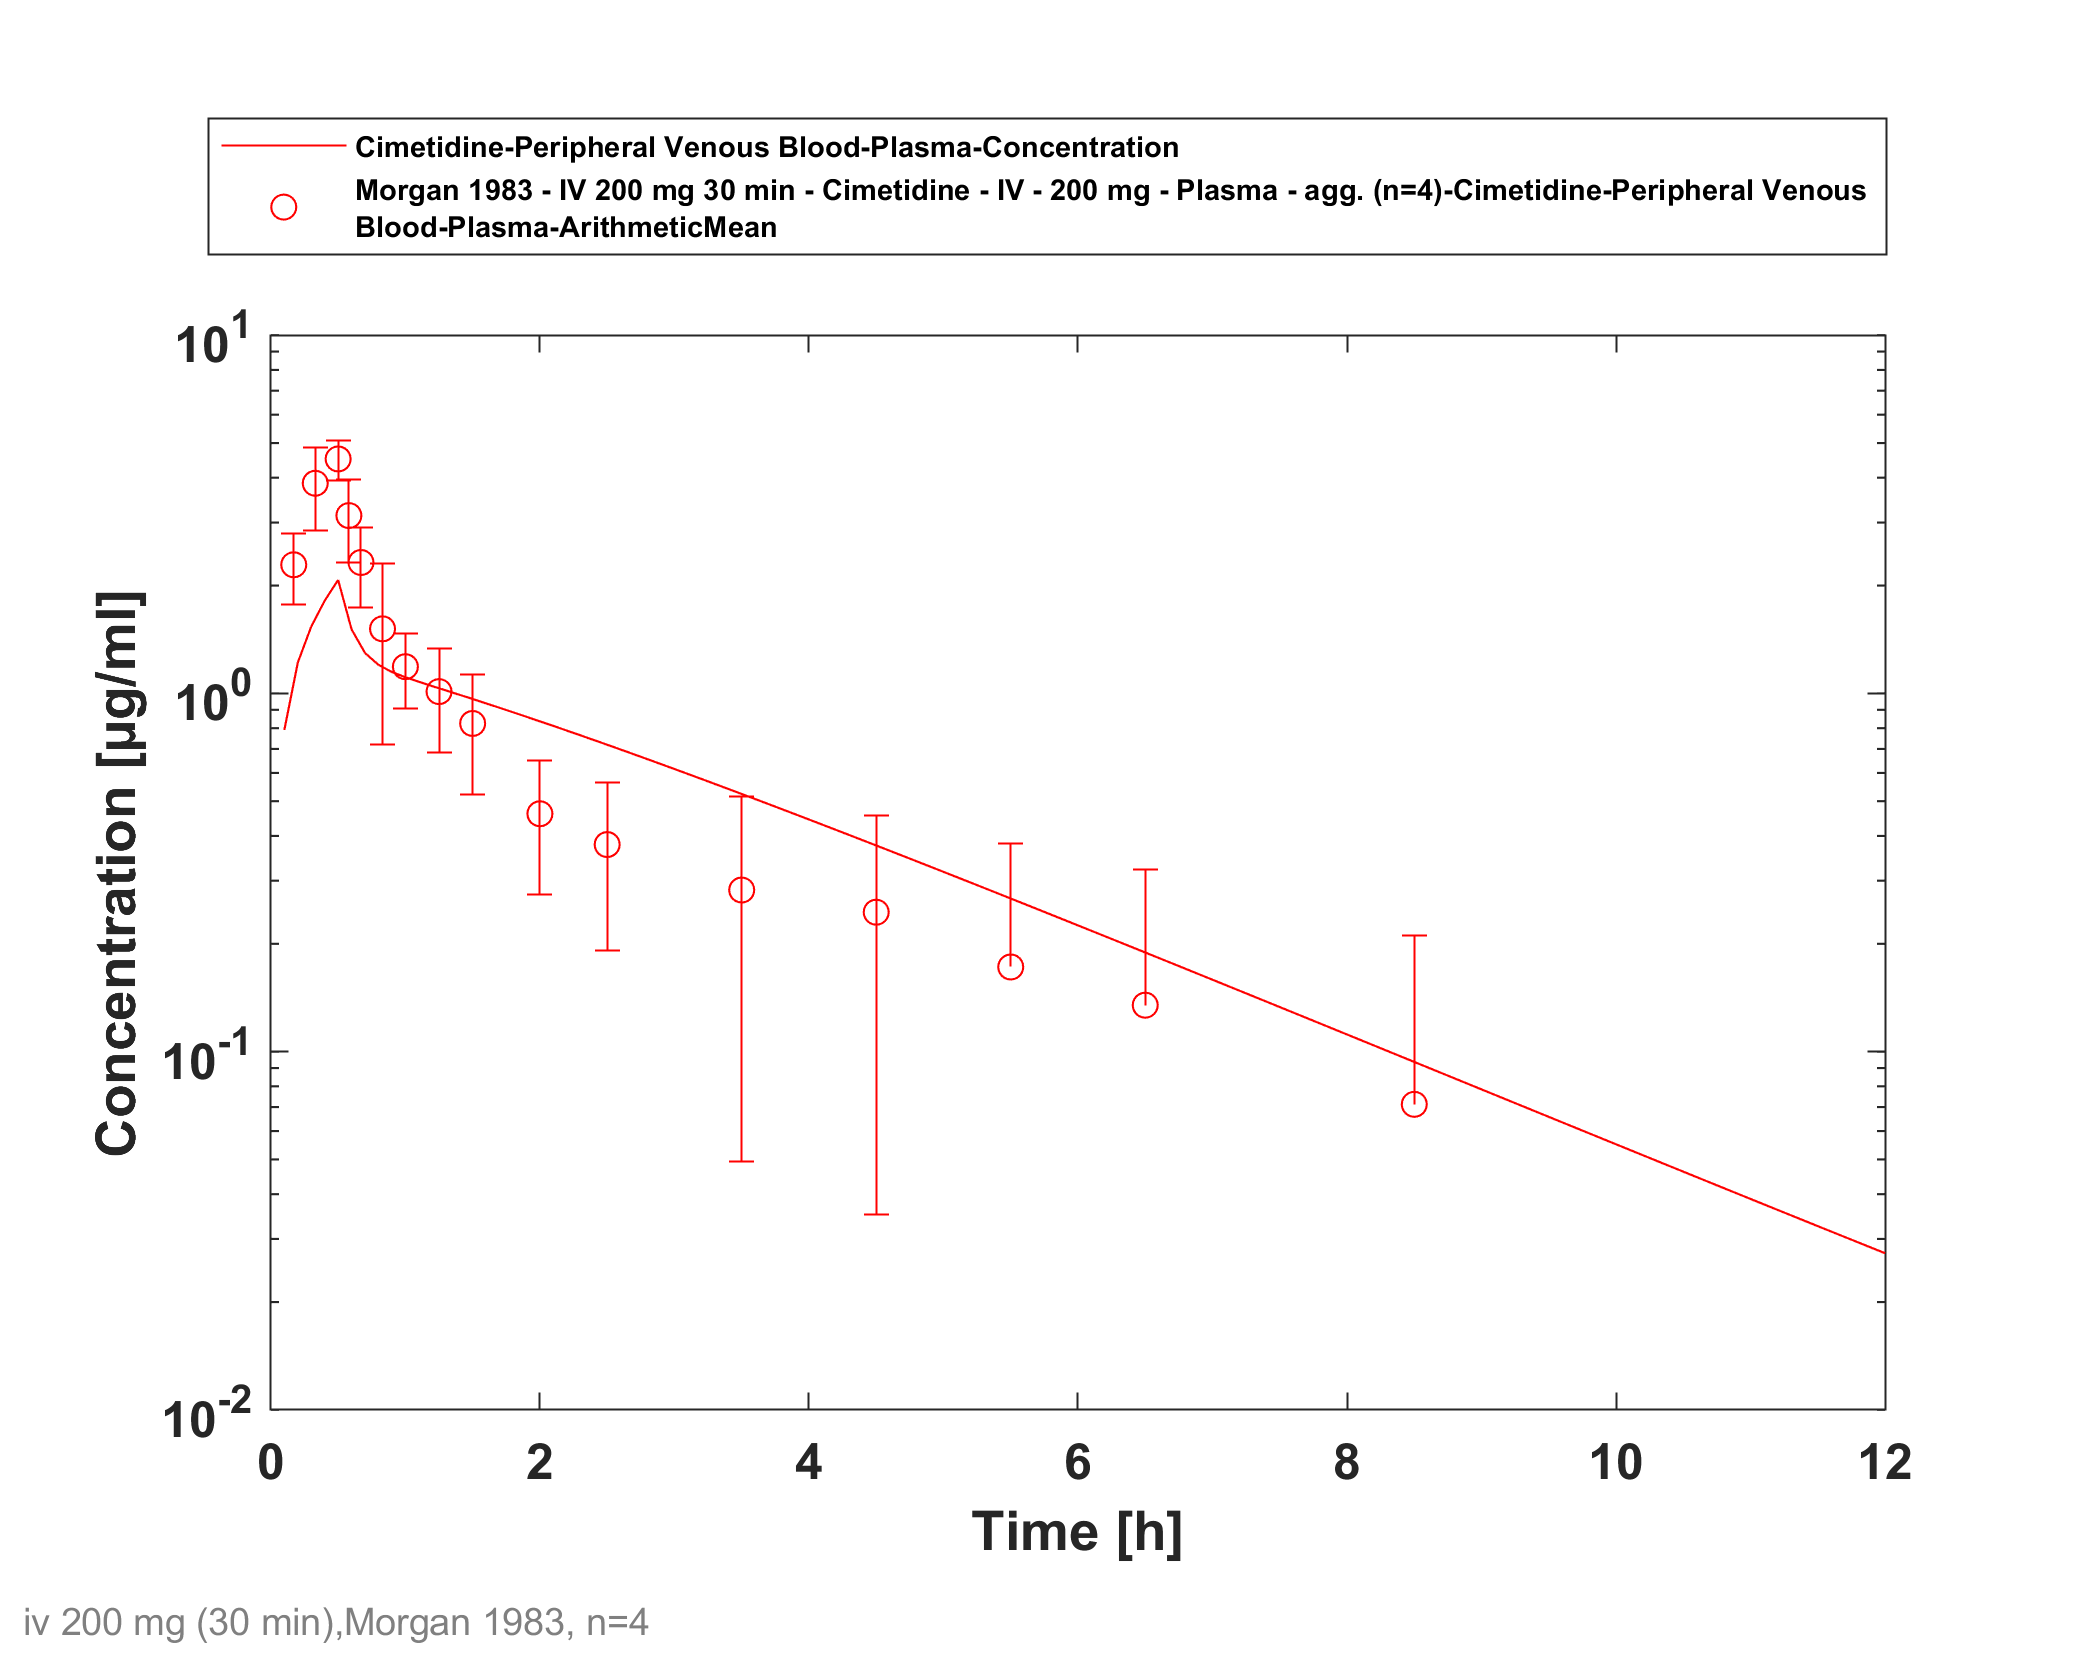 Cimetidine-Peripheral Venous Blood-Plasma-Concentration
Morgan 1983 - IV 200 mg 30 min - Cimetidine - IV - 200 mg - Plasma - agg. (n=4)-Cimetidine-Peripheral Venous
Blood-Plasma-ArithmeticMean
10^1
10^0
10^-1
10^-2
Concentration [µg/ml]
0 2 4 6 8 10 12
Time [h]
iv 200 mg (30 min),Morgan 1983, n=4